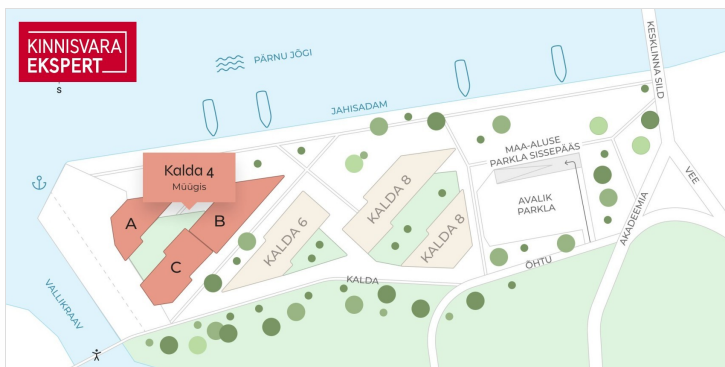 KINNISVARA
EKSPERT
S
PÄRNU JÕGI
JAHISADAM
KESKLINNA SILD
Kalda 4
Müügis
MAA-ALUSE
PARKLA SISSEPÄÄS
A
B
C
KALDA 6
KALDA 8
KALDA 8
AVALIK
PARKLA
AKADEEMIA
VEE
ÕHTU
KALDA
VALLIKRAAV